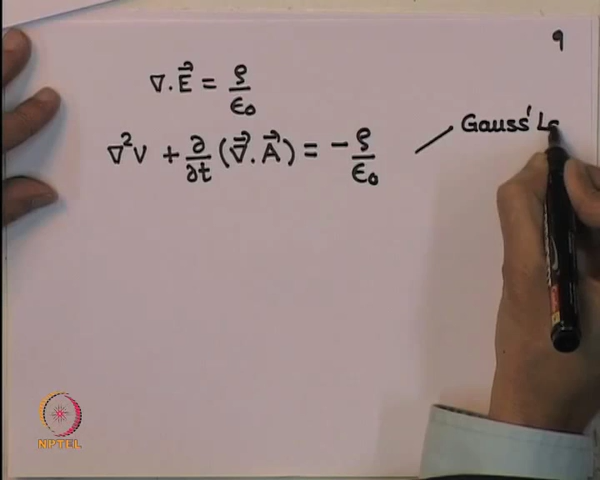 9
∇.E⃗ = ρ/ε₀
∇²V + ∂/∂t (∇⃗.A⃗) = −ρ/ε₀
Gauss' La
NPTEL